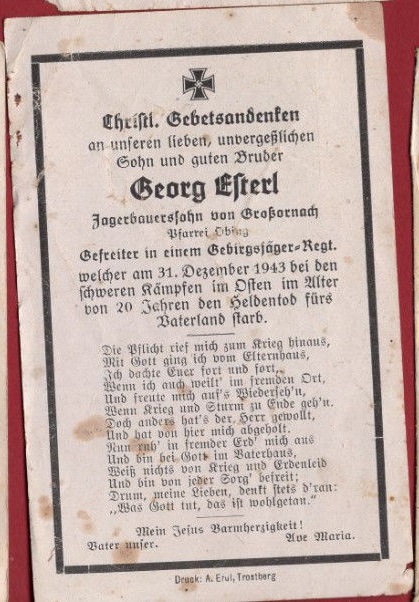 Christl. Gebetsandenken
an unseren lieben, unvergeßlichen
Sohn und guten Bruder
Georg Esterl
Jagerbauerssohn von Großornach
Pfarrei Obing
Gefreiter in einem Gebirgsjäger-Regt.
welcher am 31. Dezember 1943 bei den
schweren Kämpfen im Osten im Alter
von 20 Jahren den Heldentod fürs
Vaterland starb.
Die Pflicht rief mich zum Krieg hinaus,
Mit Gott ging ich vom Elternhaus,
Ich dachte Euer fort und fort,
Wenn ich auch weilt' im fremden Ort,
Und freute mich auf's Wiederseh'n,
Wenn Krieg und Sturm zu Ende geh'n.
Doch anders hat's der Herr gewollt,
Und hat von hier mich abgeholt.
Nun ruh' in fremder Erd' mich aus
Und bin bei Gott im Vaterhaus,
Weiß nichts von Krieg und Erdenleid
Und bin von jeder Sorg' befreit;
Drum, meine Lieben, denkt stets d'ran:
„Was Gott tut, das ist wohlgetan."
Mein Jesus Barmherzigkeit!
Vater unser. Ave Maria.
Druck: A. Erul, Trostberg